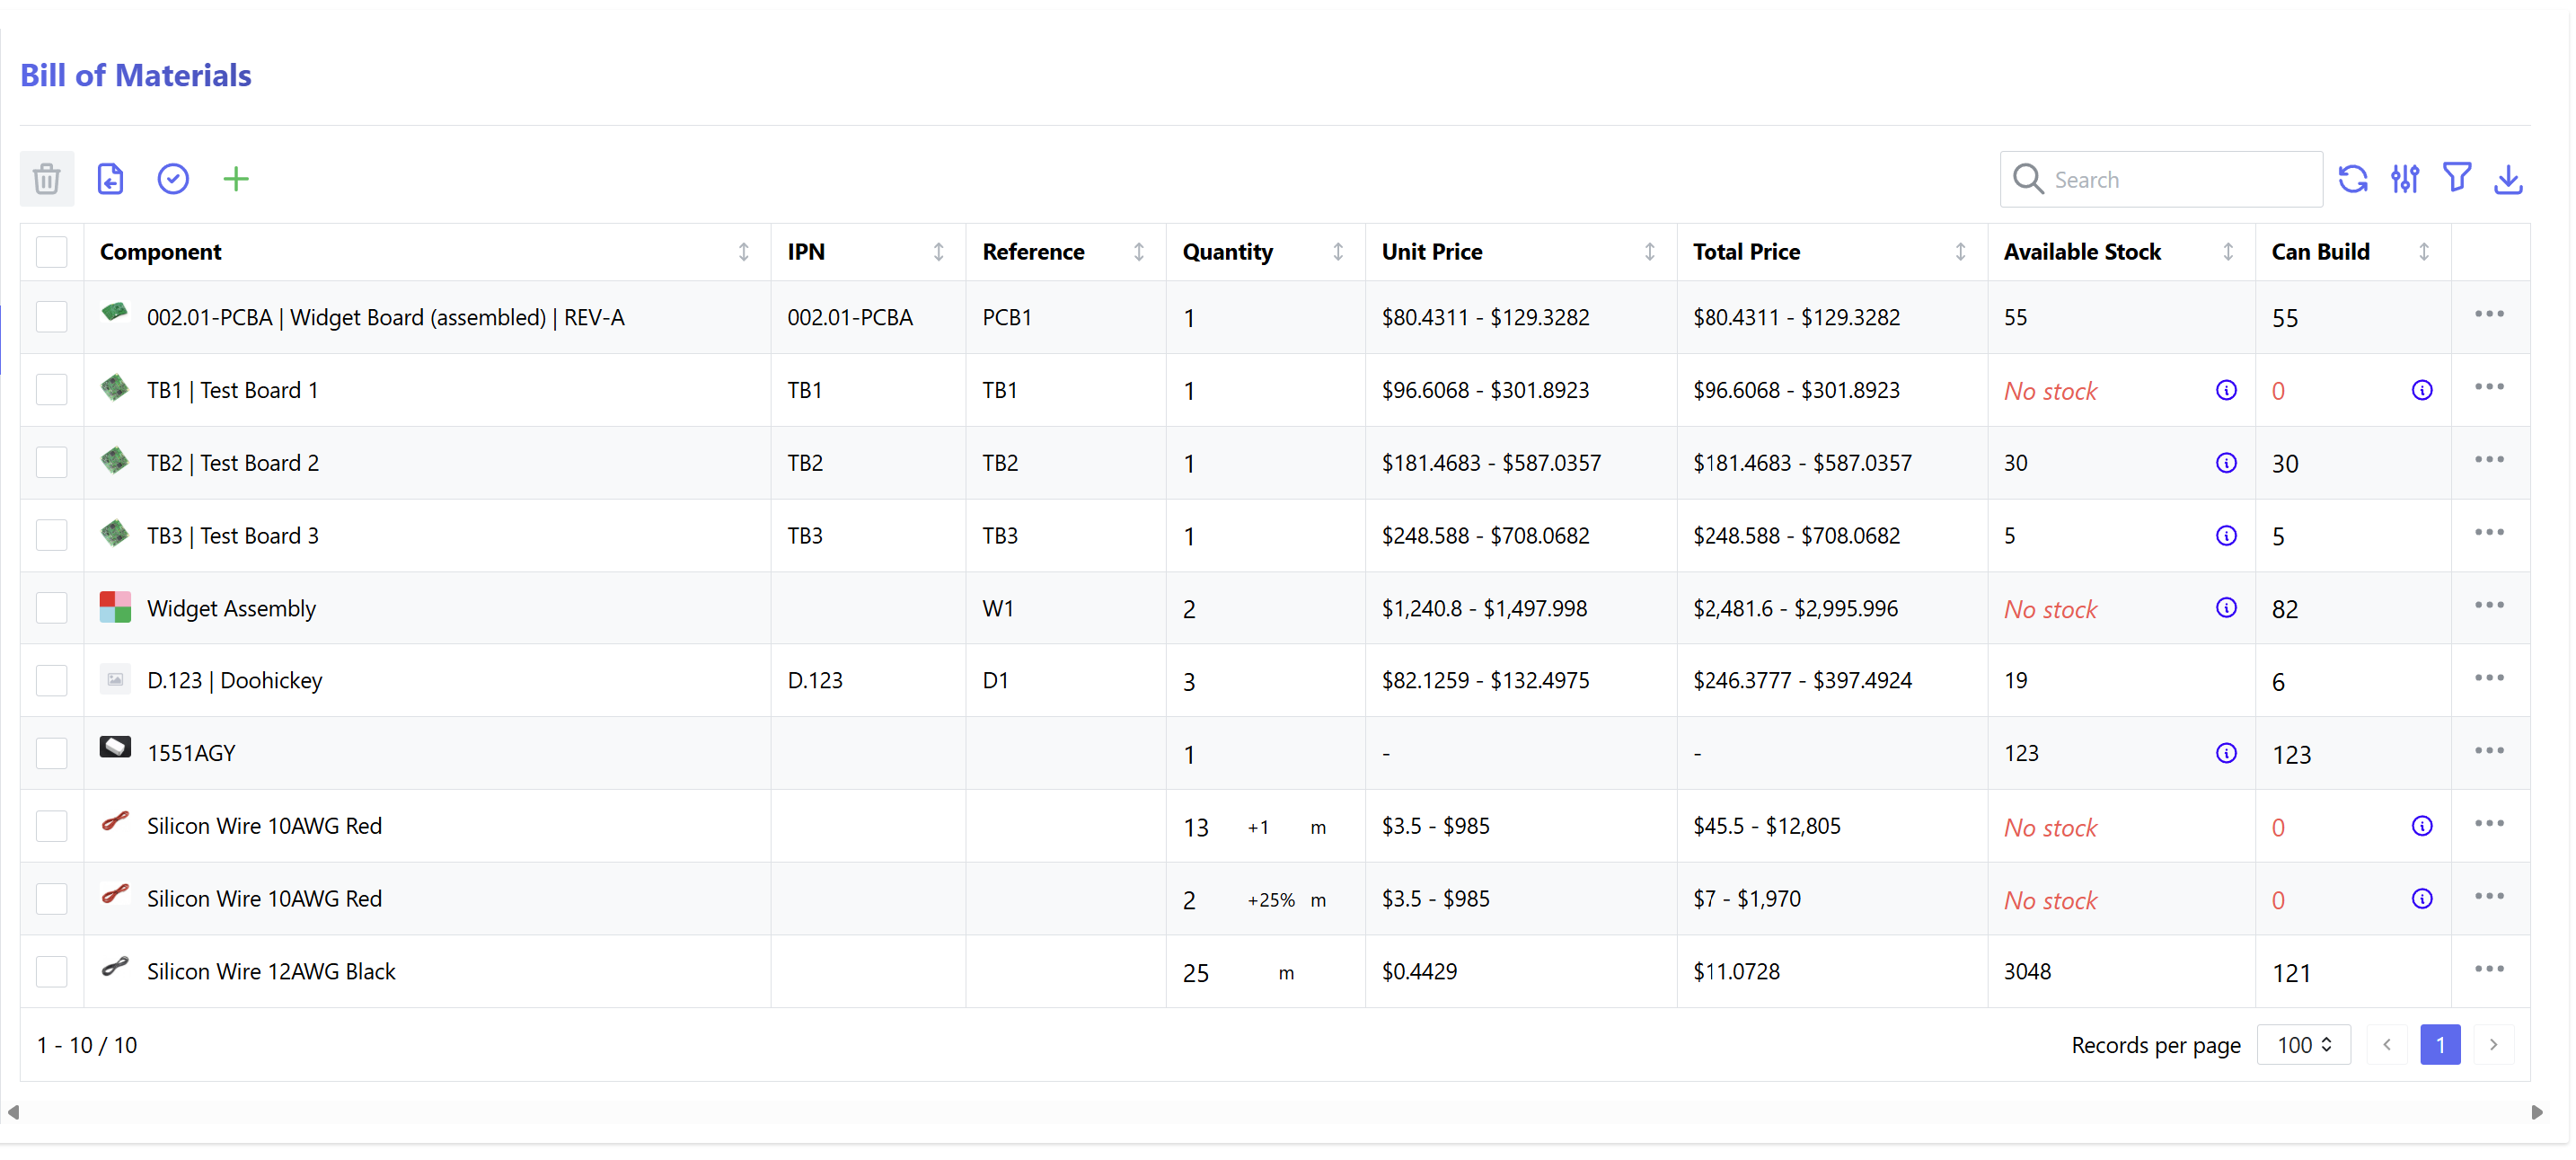 Bill of Materials
Search
Component IPN Reference Quantity Unit Price Total Price Available Stock Can Build
002.01-PCBA | Widget Board (assembled) | REV-A 002.01-PCBA PCB1 1 $80.4311 - $129.3282 $80.4311 - $129.3282 55 55
TB1 | Test Board 1 TB1 TB1 1 $96.6068 - $301.8923 $96.6068 - $301.8923 No stock 0
TB2 | Test Board 2 TB2 TB2 1 $181.4683 - $587.0357 $181.4683 - $587.0357 30 30
TB3 | Test Board 3 TB3 TB3 1 $248.588 - $708.0682 $248.588 - $708.0682 5 5
Widget Assembly W1 2 $1,240.8 - $1,497.998 $2,481.6 - $2,995.996 No stock 82
D.123 | Doohickey D.123 D1 3 $82.1259 - $132.4975 $246.3777 - $397.4924 19 6
1551AGY 1 - - 123 123
Silicon Wire 10AWG Red 13 +1 m $3.5 - $985 $45.5 - $12,805 No stock 0
Silicon Wire 10AWG Red 2 +25% m $3.5 - $985 $7 - $1,970 No stock 0
Silicon Wire 12AWG Black 25 m $0.4429 $11.0728 3048 121
1 - 10 / 10 Records per page 100 1